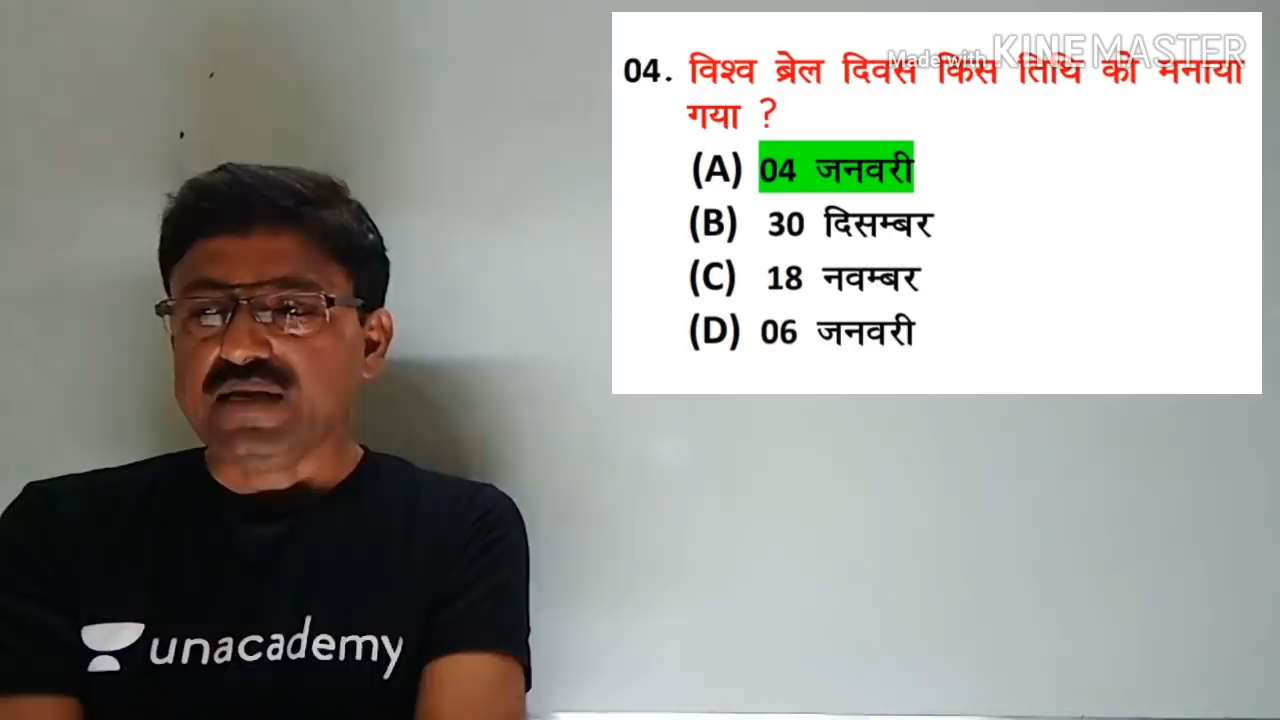 Made with KINEMASTER
04. विश्व ब्रेल दिवस किस तिथि को मनाया
गया ?
(A) 04 जनवरी
(B) 30 दिसम्बर
(C) 18 नवम्बर
(D) 06 जनवरी
unacademy